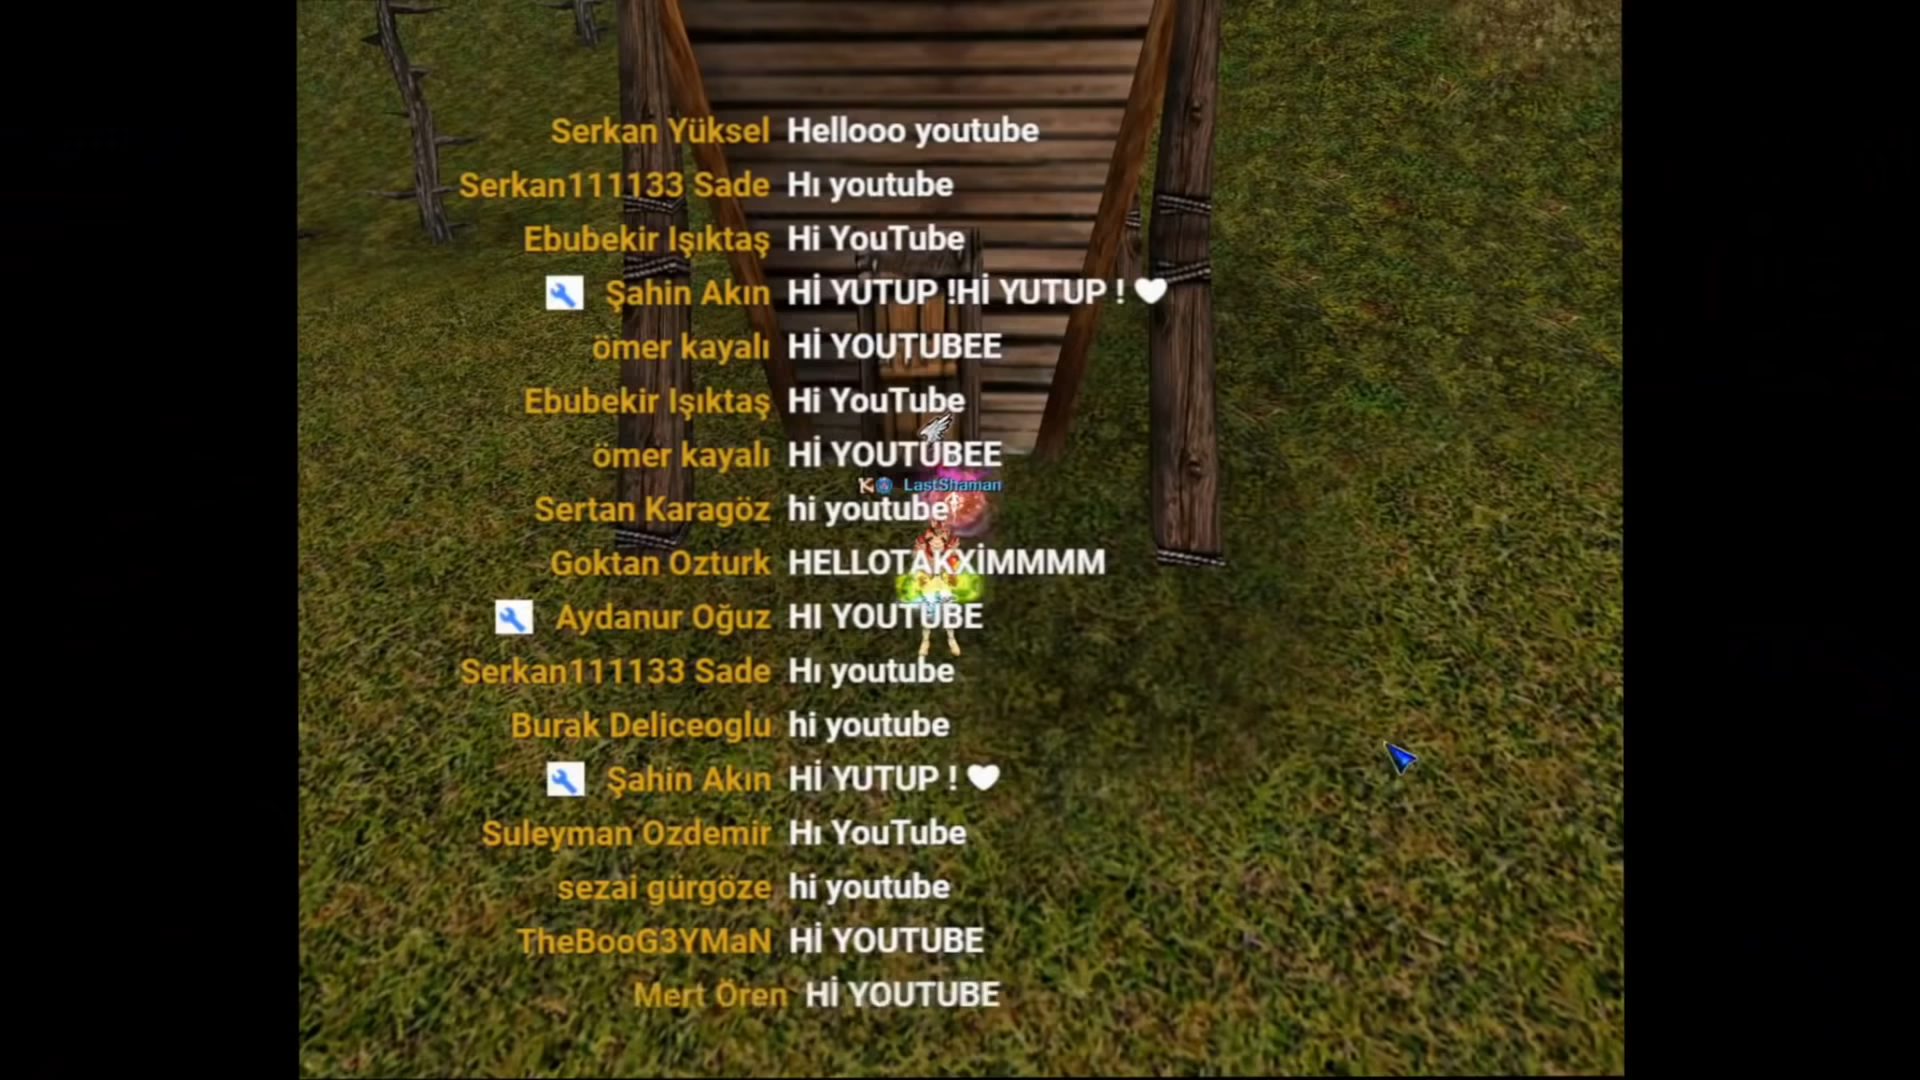 Serkan Yüksel Hellooo youtube
Serkan111133 Sade Hı youtube
Ebubekir Işıktaş Hi YouTube
Şahin Akın Hİ YUTUP !Hİ YUTUP !
ömer kayalı Hİ YOUTUBEE
Ebubekir Işıktaş Hi YouTube
ömer kayalı Hİ YOUTUBEE
LastShaman
Sertan Karagöz hi youtube
Goktan Ozturk HELLOTAKXİMMMM
Aydanur Oğuz HI YOUTUBE
Serkan111133 Sade Hı youtube
Burak Deliceoglu hi youtube
Şahin Akın Hİ YUTUP !
Suleyman Ozdemir Hı YouTube
sezai gürgöze hi youtube
TheBooG3YMaN Hİ YOUTUBE
Mert Ören Hİ YOUTUBE